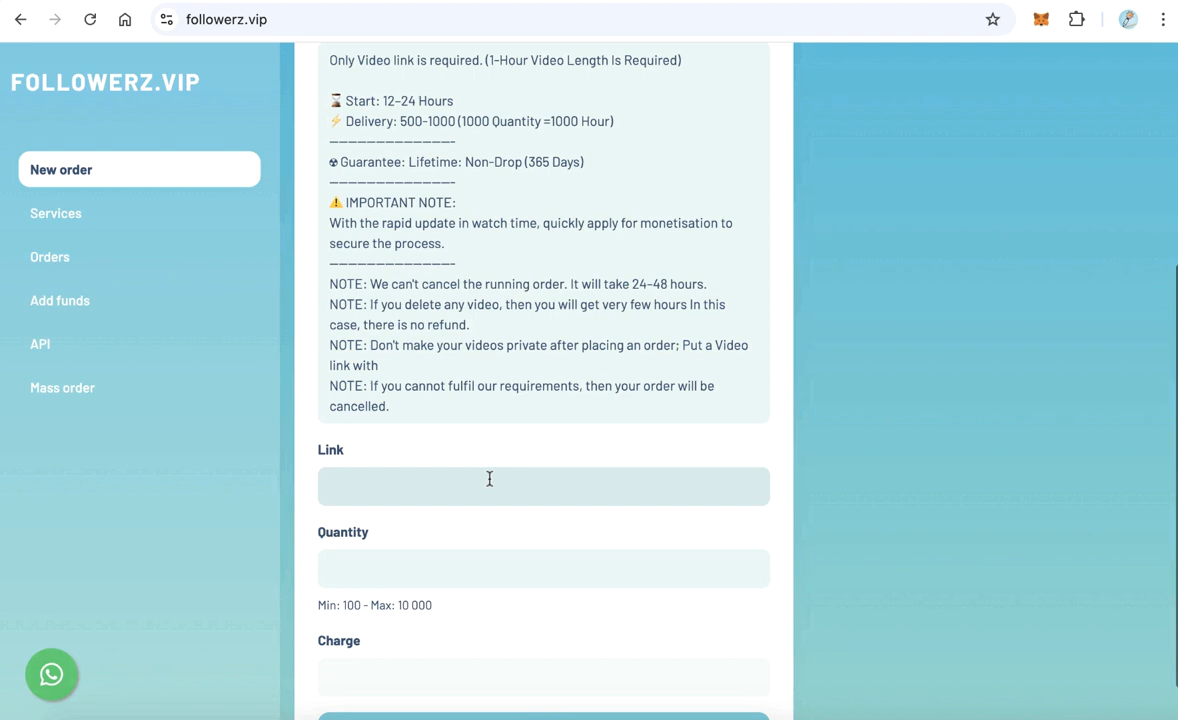 followerz.vip
FOLLOWERZ.VIP
New order
Services
Orders
Add funds
API
Mass order
Only Video link is required. (1-Hour Video Length Is Required)
⌛ Start: 12–24 Hours
⚡ Delivery: 500-1000 (1000 Quantity =1000 Hour)
————————————–
☢ Guarantee: Lifetime: Non-Drop (365 Days)
————————————–
⚠️ IMPORTANT NOTE:
With the rapid update in watch time, quickly apply for monetisation to
secure the process.
————————————–
NOTE: We can't cancel the running order. It will take 24–48 hours.
NOTE: If you delete any video, then you will get very few hours In this
case, there is no refund.
NOTE: Don't make your videos private after placing an order; Put a Video
link with
NOTE: If you cannot fulfil our requirements, then your order will be
cancelled.
Link
Quantity
Min: 100 - Max: 10 000
Charge